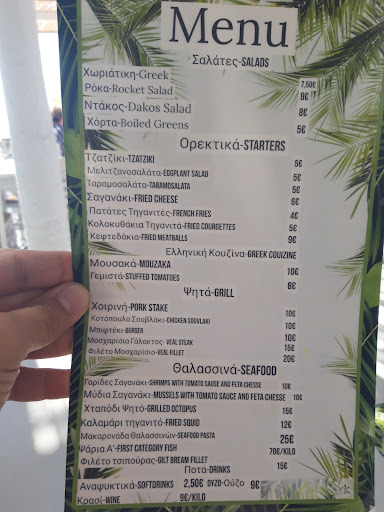 Menu
Σαλάτες-SALADS
Χωριάτικη-Greek 7,50€
Ρόκα-Rocket Salad 8€
Ντάκος-Dakos Salad 8€
Χόρτα-Boiled Greens 5€
Ορεκτικά-STARTERS
Τζατζίκι-TZATZIKI 5€
Μελιτζανοσαλάτα-EGGPLANT SALAD 5€
Ταραμοσαλάτα-TARAMOSALATA 5€
Σαγανάκι-FRIED CHEESE 6€
Πατάτες Τηγανιτές-FRENCH FRIES 4€
Κολοκυθάκια Τηγανιτά-FRIED COURGETTES 5€
Κεφτεδάκια-FRIED MEATBALLS 9€
Ελληνική Κουζίνα-GREEK COUIZINE
Μουσακά-MOUZAKA 10€
Γεμιστά-STUFFED TOMATOES 8€
Ψητά-GRILL
Χοιρινή-PORK STAKE 10€
Κοτόπουλο Σουβλάκι-CHICKEN SOUVLAKI 10€
Μπιφτέκι-BURGER 10€
Μοσχαρίσια Γάλακτος-VEAL STEAK 15€
Φιλέτο Μοσχαρίσιο-VEAL FILLET 20€
Θαλασσινά-SEAFOOD
Γαρίδες Σαγανάκι-SHRIMPS WITH TOMATO SAUSE AND FETA CHESSE 10€
Μύδια Σαγανάκι-MUSSELS WITH TOMATO SAUCE AND FETA CHESSE 10€
Χταπόδι Ψητό-GRILLED OCTOPUS 15€
Καλαμάρι τηγανιτό-FRIED SQUID 12€
Μακαρονάδα Θαλασσινών-SEAFOOD PASTA 25€
Ψάρια Α'-FIRST CATEGORY FISH 70€/KILO
Φιλέτο τσιπούρας-GILT BREAM FILLET 15€
Ποτά-DRINKS
Αναψυκτικά-SOFTDRINKS 2,50€ OYZO-Ούζο 9€
Κρασί-WINE 9€/KILO